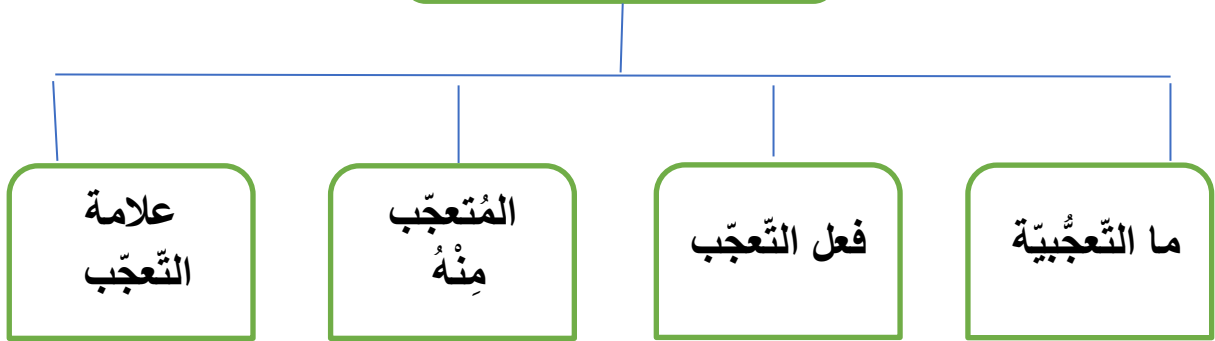 ما التّعجُّبيّة
فعل التّعجّب
المُتعجّب
مِنْهُ
علامة
التّعجّب